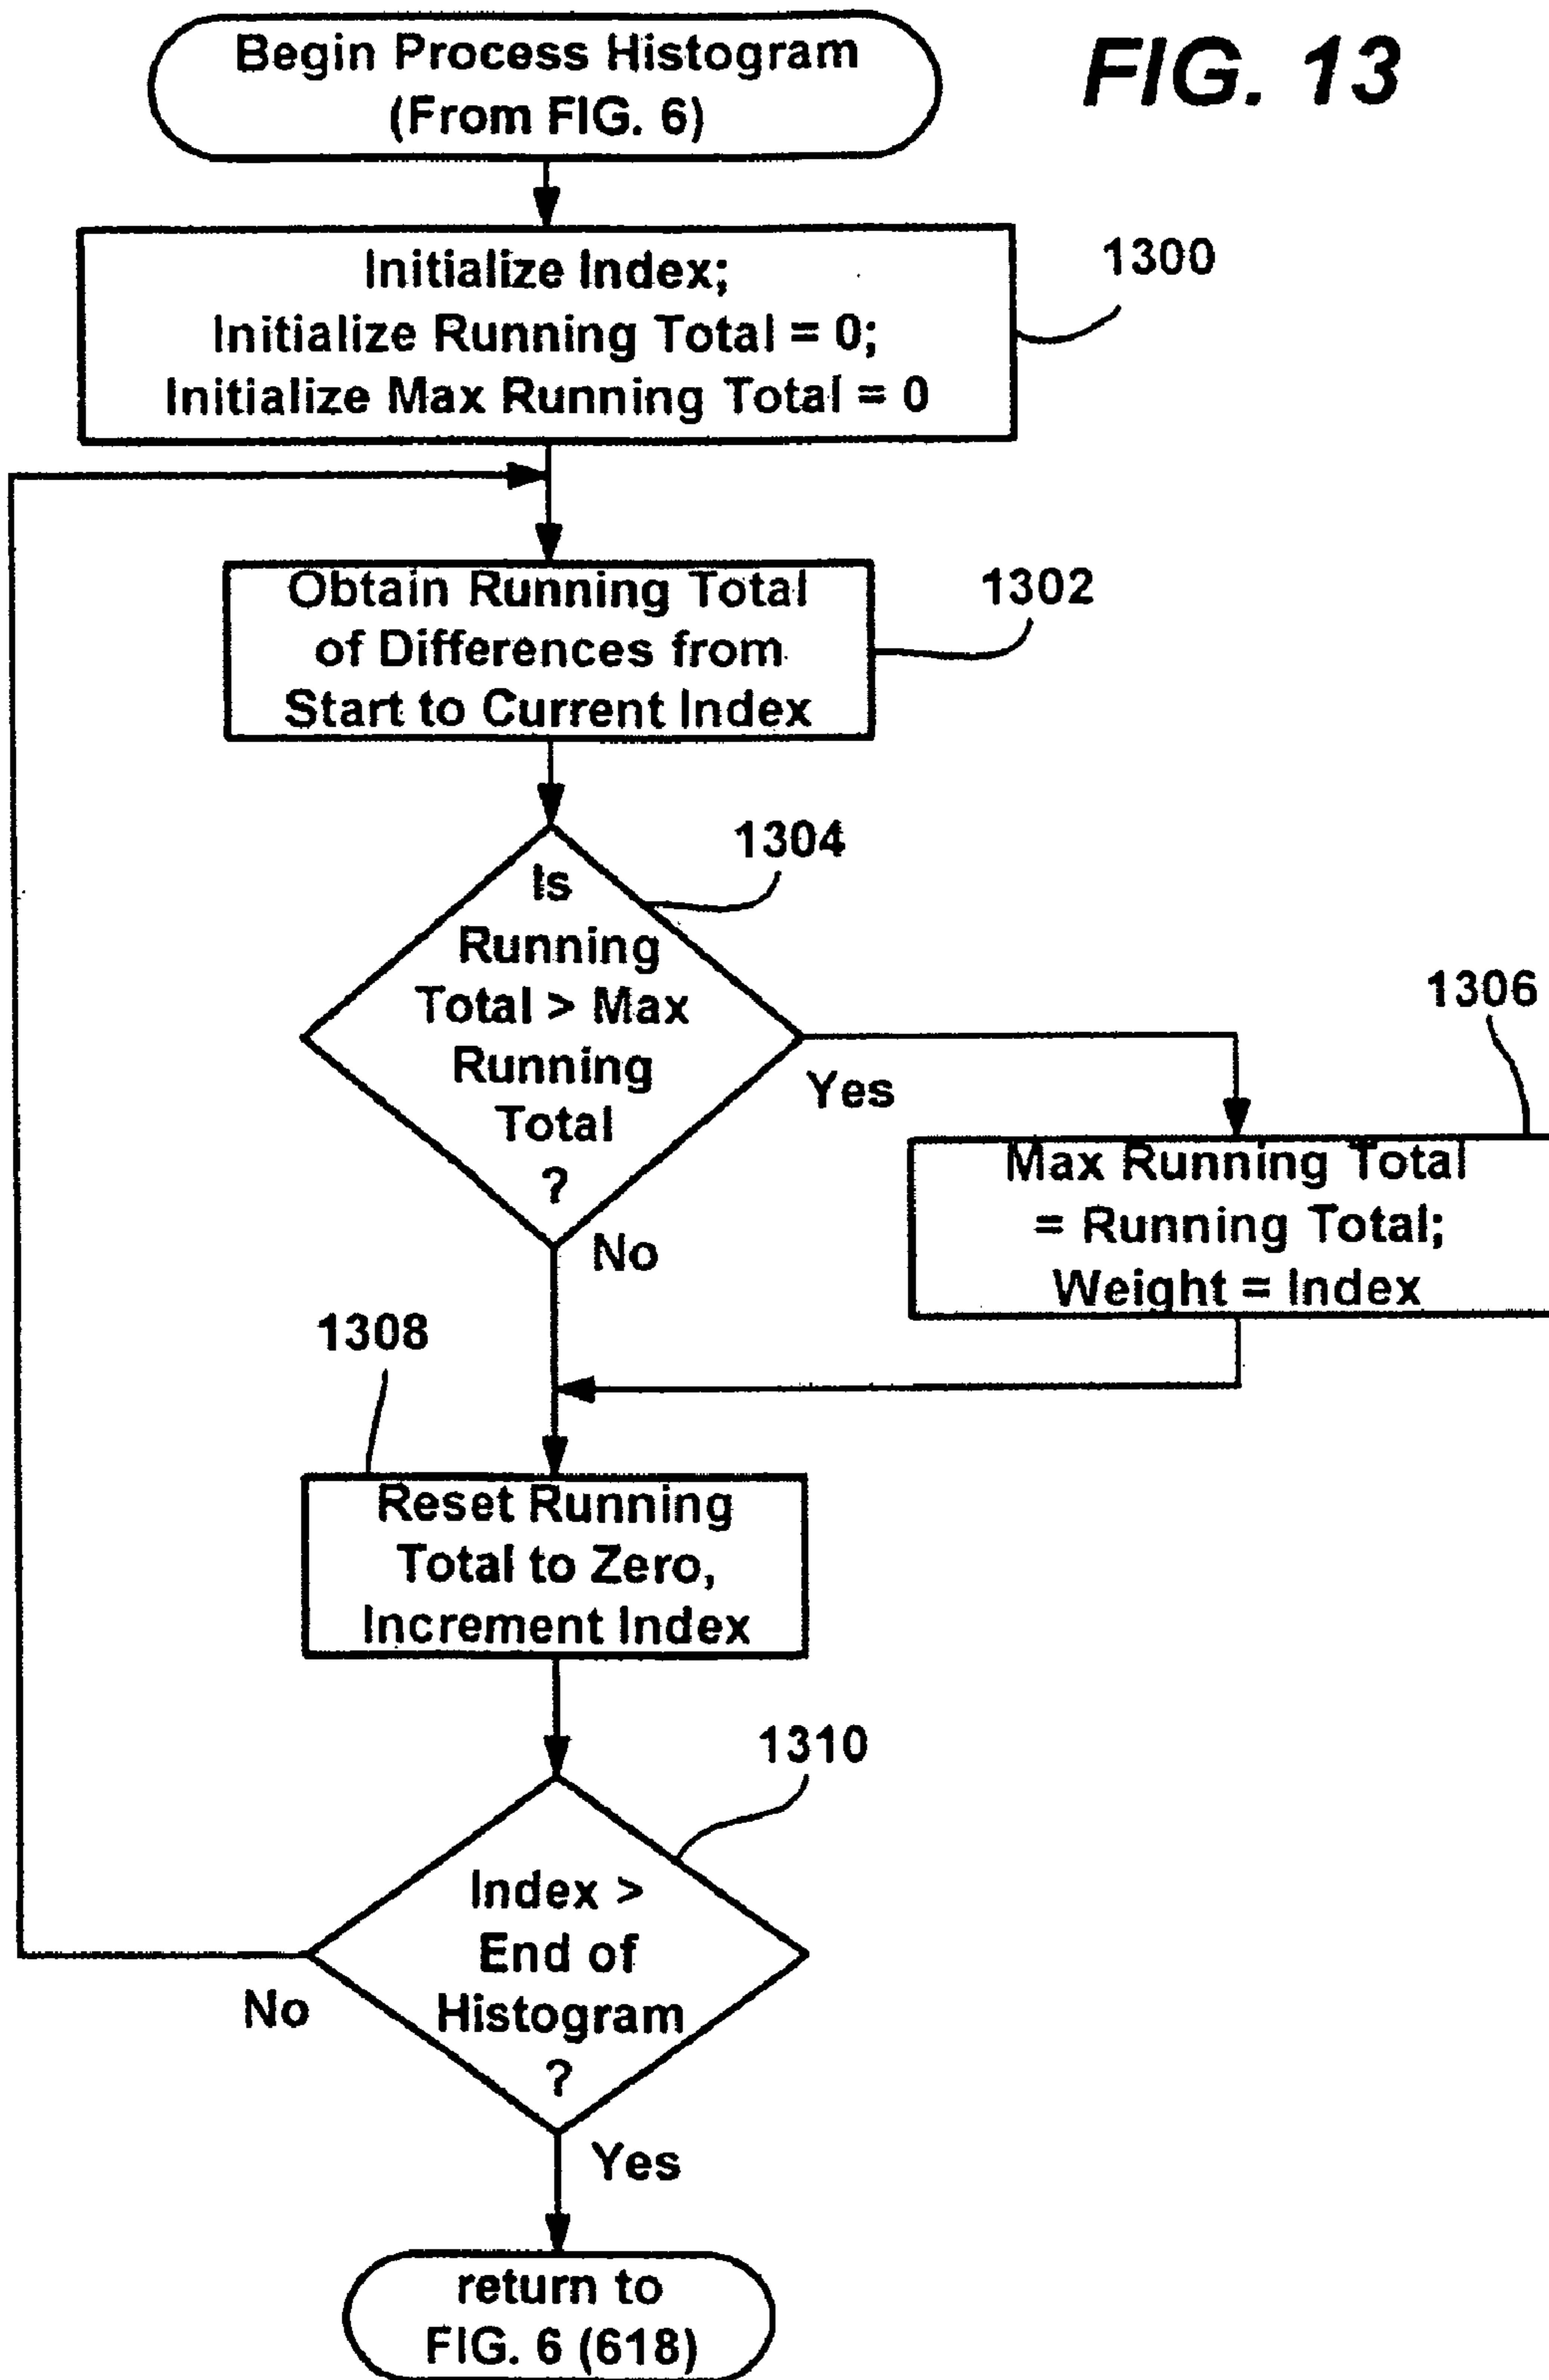 FIG. 13
Begin Process Histogram
(From FIG. 6)
1300
Initialize Index;
Initialize Running Total = 0;
Initialize Max Running Total = 0
1302
Obtain Running Total
of Differences from
Start to Current Index
1304
Is
Running
Total > Max
Running
Total
?
Yes
No
1306
Max Running Total
= Running Total;
Weight = Index
1308
Reset Running
Total to Zero,
Increment Index
1310
Index >
End of
Histogram
?
No
Yes
return to
FIG. 6 (618)